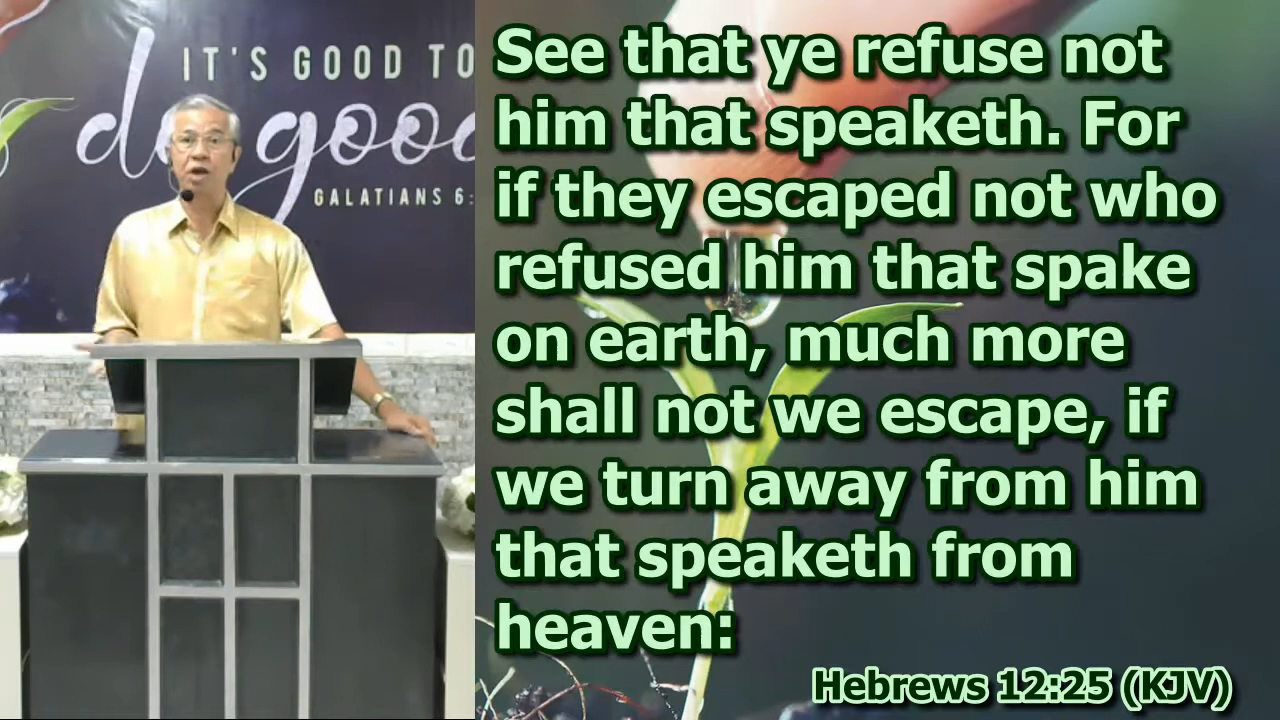 IT'S GOOD TO
do good
GALATIANS 6:
See that ye refuse not
him that speaketh. For
if they escaped not who
refused him that spake
on earth, much more
shall not we escape, if
we turn away from him
that speaketh from
heaven:
Hebrews 12:25 (KJV)